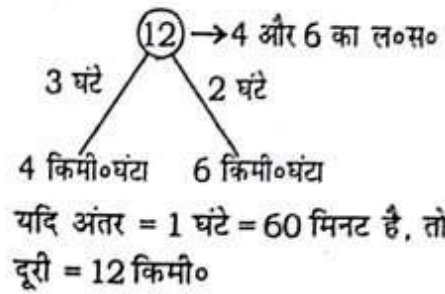 12 → 4 और 6 का ल०स०
3 घंटे 2 घंटे
4 किमी०घंटा 6 किमी०घंटा
यदि अंतर = 1 घंटे = 60 मिनट है, तो
दूरी = 12 किमी०